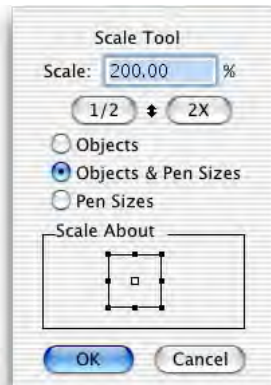 Scale Tool
Scale: 200.00 %
1/2 2X
Objects
Objects & Pen Sizes
Pen Sizes
Scale About
OK Cancel